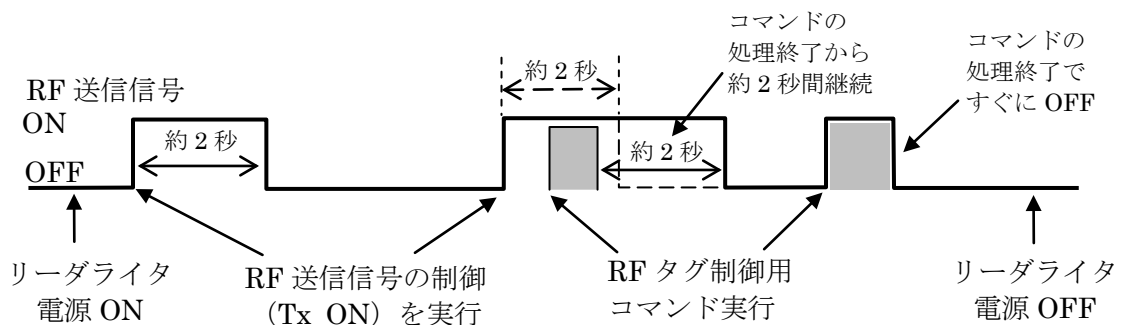 コマンドの
処理終了から
約 2 秒間継続
コマンドの
処理終了で
すぐに OFF
約 2 秒
RF 送信信号
ON
約 2 秒
約 2 秒
OFF
リーダライタ
電源 ON
RF 送信信号の制御
（Tx ON）を実行
RF タグ制御用
コマンド実行
リーダライタ
電源 OFF